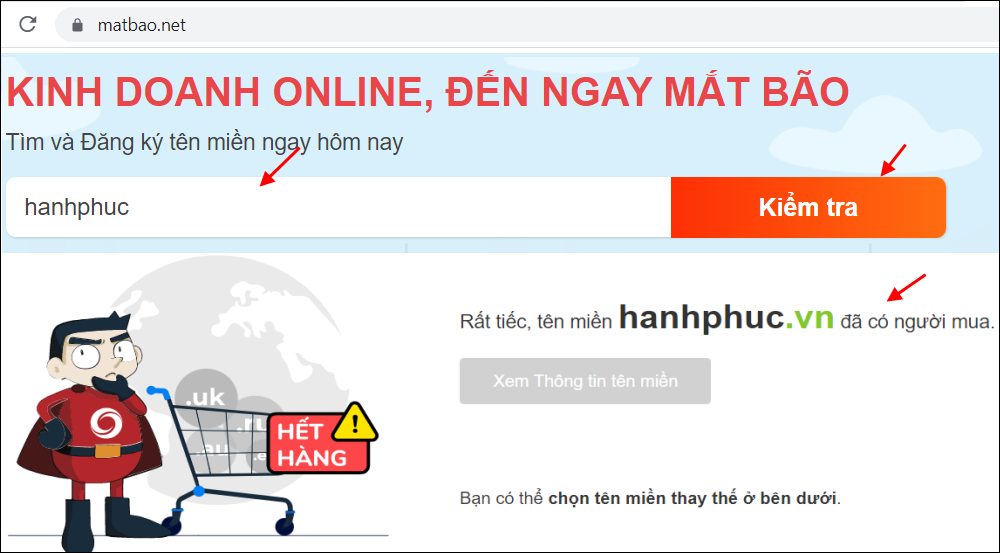 matbao.net
KINH DOANH ONLINE, ĐẾN NGAY MẮT BÃO
Tìm và Đăng ký tên miền ngay hôm nay
hanhphuc
Kiểm tra
Rất tiếc, tên miền hanhphuc.vn đã có người mua.
Xem Thông tin tên miền
.uk
.ru
.au
.e
HẾT
HÀNG
Bạn có thể chọn tên miền thay thế ở bên dưới.